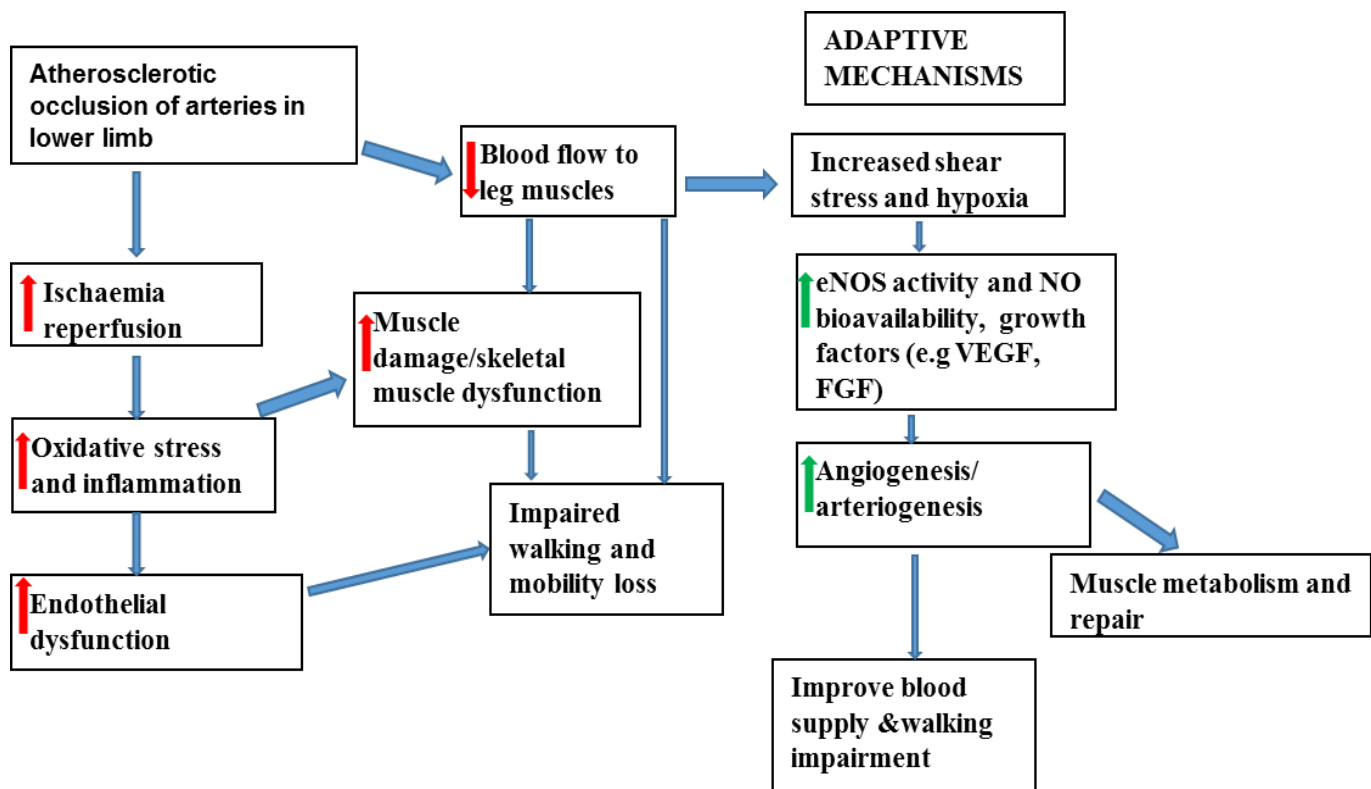 ADAPTIVE
MECHANISMS
Atherosclerotic
occlusion of arteries in
lower limb
Blood flow to
leg muscles
Increased shear
stress and hypoxia
Ischaemia
reperfusion
eNOS activity and NO
bioavailability, growth
factors (e.g VEGF,
FGF)
Muscle
damage/skeletal
muscle dysfunction
Oxidative stress
and inflammation
Angiogenesis/
arteriogenesis
Impaired
walking and
mobility loss
Endothelial
dysfunction
Muscle metabolism and
repair
Improve blood
supply &walking
impairment